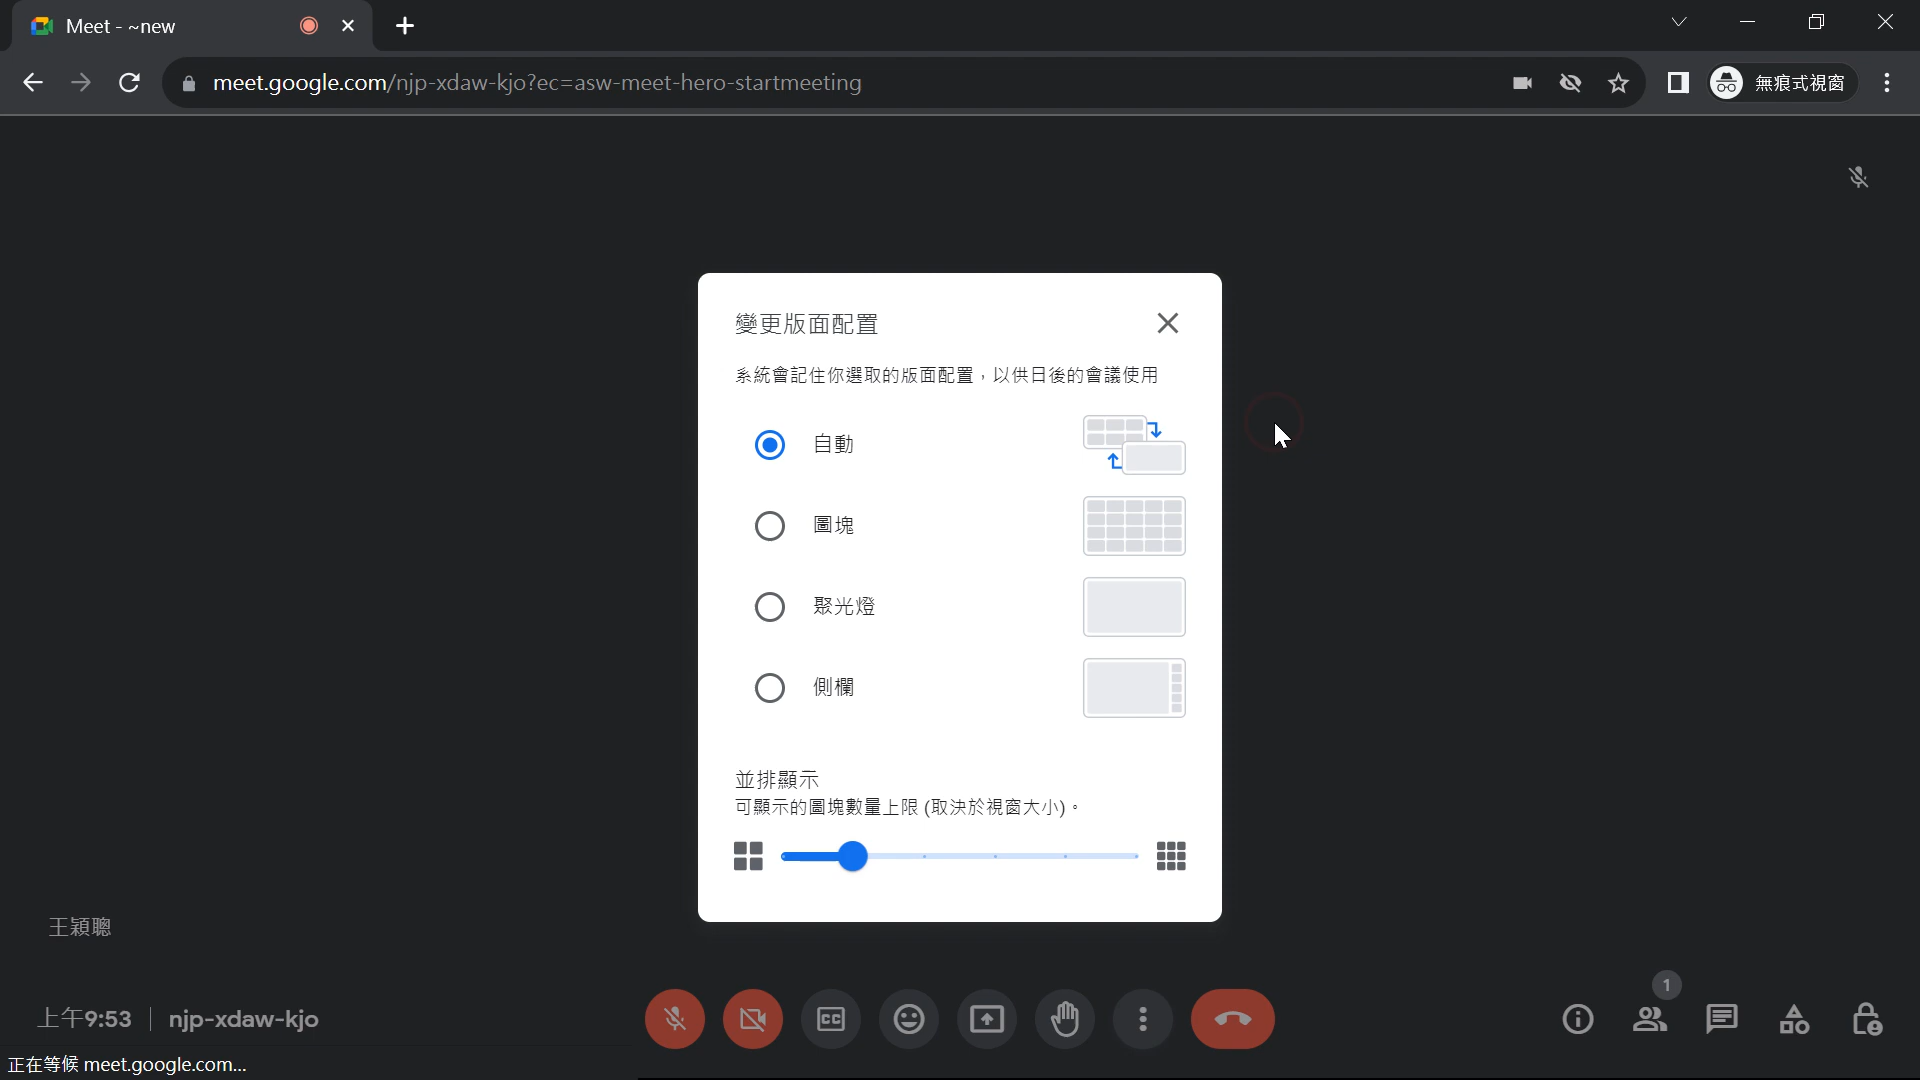 Meet - ~new
meet.google.com/njp-xdaw-kjo?ec=asw-meet-hero-startmeeting
無痕式視窗
變更版面配置
系統會記住你選取的版面配置，以供日後的會議使用
自動
圖塊
聚光燈
側欄
並排顯示
可顯示的圖塊數量上限 (取決於視窗大小)。
王穎聰
上午9:53 | njp-xdaw-kjo
CC
1
正在等候 meet.google.com...